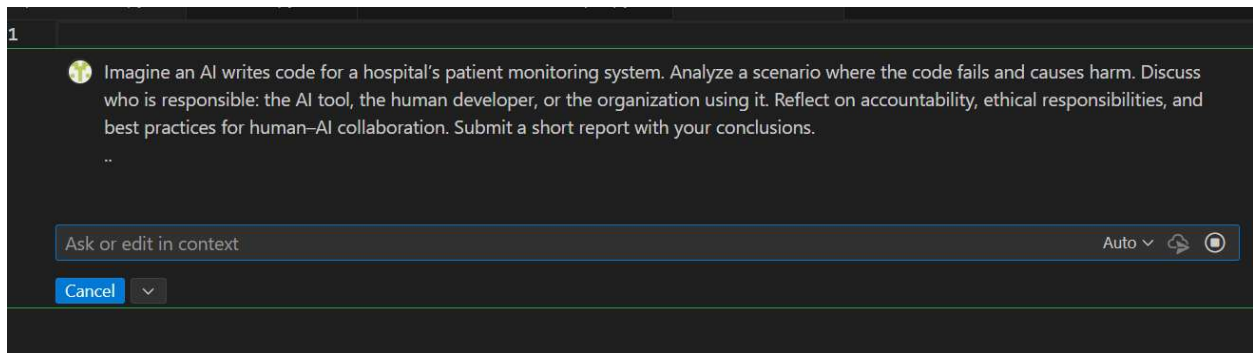 1
Imagine an AI writes code for a hospital's patient monitoring system. Analyze a scenario where the code fails and causes harm. Discuss
who is responsible: the AI tool, the human developer, or the organization using it. Reflect on accountability, ethical responsibilities, and
best practices for human–AI collaboration. Submit a short report with your conclusions.
..
Ask or edit in context
Auto
Cancel